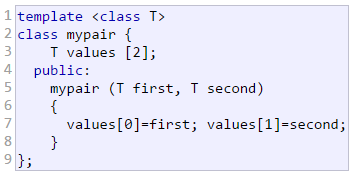 1 template <class T>
2 class mypair {
3     T values [2];
4   public:
5     mypair (T first, T second)
6     {
7       values[0]=first; values[1]=second;
8     }
9 };